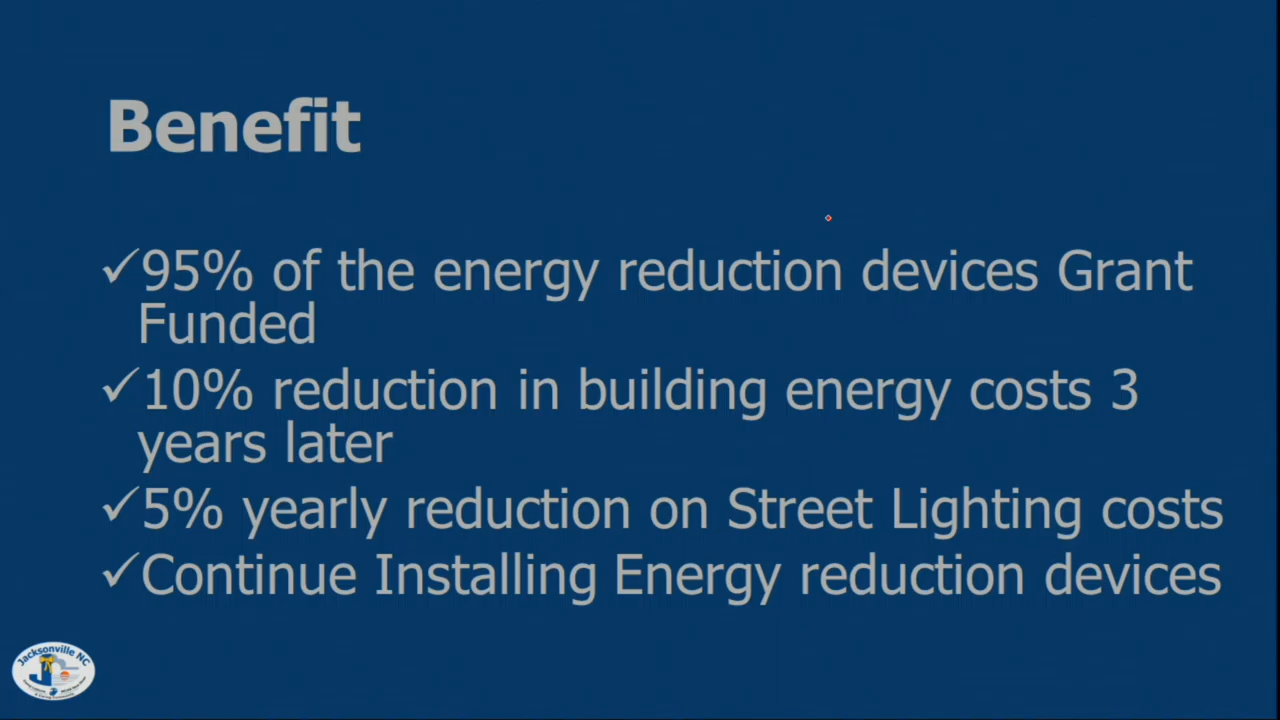 Benefit
✓95% of the energy reduction devices Grant
Funded
✓10% reduction in building energy costs 3
years later
✓5% yearly reduction on Street Lighting costs
✓Continue Installing Energy reduction devices
Jacksonville NC